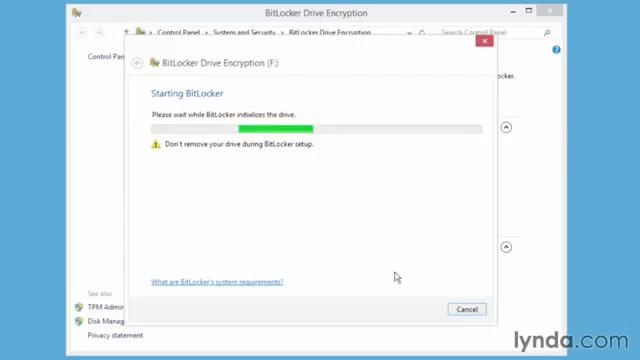 BitLocker Drive Encryption
Control Panel
System and Security
BitLocker Drive Encryption
Search Control Panel
Control Pan
BitLocker Drive Encryption (F:)
Starting BitLocker
Please wait while BitLocker initializes the drive.
Don't remove your drive during BitLocker setup.
What are BitLocker's system requirements?
Cancel
See also
TPM Admin
Disk Manag
Privacy statement
lynda.com